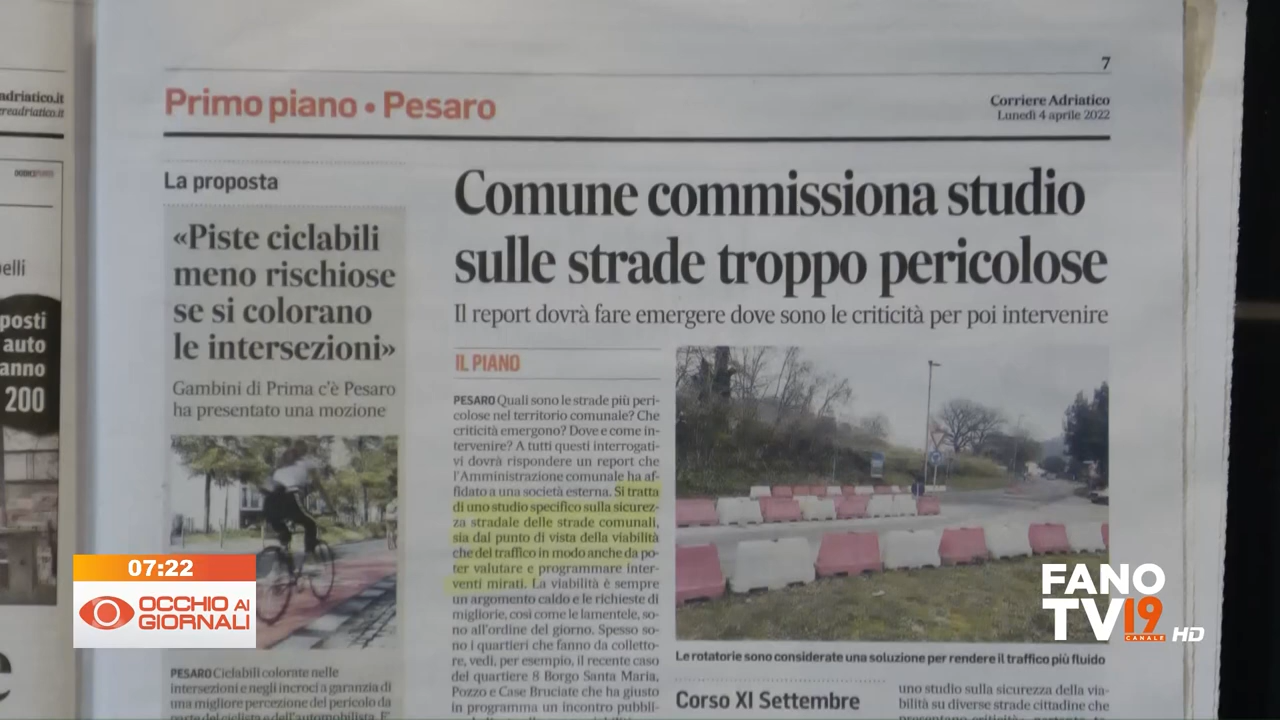 adriatico.it
readriatico.it
elli
posti
auto
anno
200
7
Primo piano • Pesaro
Corriere Adriatico
Lunedì 4 aprile 2022
La proposta
«Piste ciclabili
meno rischiose
se si colorano
le intersezioni»
Gambini di Prima c'è Pesaro
ha presentato una mozione
PESARO Ciclabili colorate nelle
intersezioni e negli incroci a garanzia di
una migliore percezione del pericolo da
Comune commissiona studio
sulle strade troppo pericolose
Il report dovrà fare emergere dove sono le criticità per poi intervenire
IL PIANO
PESARO Quali sono le strade più peri-
colose nel territorio comunale? Che
criticità emergono? Dove e come in-
tervenire? A tutti questi interrogati-
vi dovrà rispondere un report che
l'Amministrazione comunale ha af-
fidato a una società esterna. Si tratta
di uno studio specifico sulla sicurez-
za stradale delle strade comunali,
sia dal punto di vista della viabilità
che del traffico in modo anche da po-
ter valutare e programmare inter-
venti mirati. La viabilità è sempre
un argomento caldo e le richieste di
migliorie, così come le lamentele, so-
no all'ordine del giorno. Spesso so-
no i quartieri che fanno da colletto-
re, vedi, per esempio, il recente caso
del quartiere 8 Borgo Santa Maria,
Pozzo e Case Bruciate che ha giusto
in programma un incontro pubbli-
Le rotatorie sono considerate una soluzione per rendere il traffico più fluido
Corso XI Settembre
uno studio sulla sicurezza della via-
bilità su diverse strade cittadine che
07:22
OCCHIO AI
GIORNALI
FANO
TV19
CANALE
HD